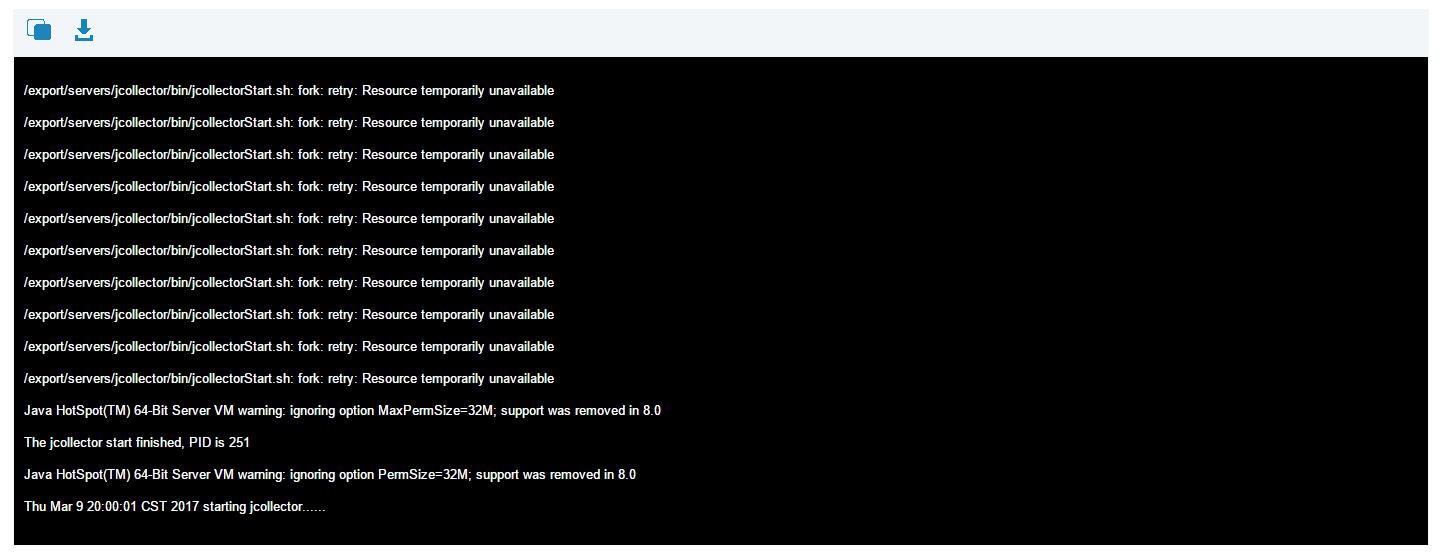 /export/servers/jcollector/bin/jcollectorStart.sh: fork: retry: Resource temporarily unavailable
/export/servers/jcollector/bin/jcollectorStart.sh: fork: retry: Resource temporarily unavailable
/export/servers/jcollector/bin/jcollectorStart.sh: fork: retry: Resource temporarily unavailable
/export/servers/jcollector/bin/jcollectorStart.sh: fork: retry: Resource temporarily unavailable
/export/servers/jcollector/bin/jcollectorStart.sh: fork: retry: Resource temporarily unavailable
/export/servers/jcollector/bin/jcollectorStart.sh: fork: retry: Resource temporarily unavailable
/export/servers/jcollector/bin/jcollectorStart.sh: fork: retry: Resource temporarily unavailable
/export/servers/jcollector/bin/jcollectorStart.sh: fork: retry: Resource temporarily unavailable
/export/servers/jcollector/bin/jcollectorStart.sh: fork: retry: Resource temporarily unavailable
/export/servers/jcollector/bin/jcollectorStart.sh: fork: retry: Resource temporarily unavailable
Java HotSpot(TM) 64-Bit Server VM warning: ignoring option MaxPermSize=32M; support was removed in 8.0
The jcollector start finished, PID is 251
Java HotSpot(TM) 64-Bit Server VM warning: ignoring option PermSize=32M; support was removed in 8.0
Thu Mar 9 20:00:01 CST 2017 starting jcollector......